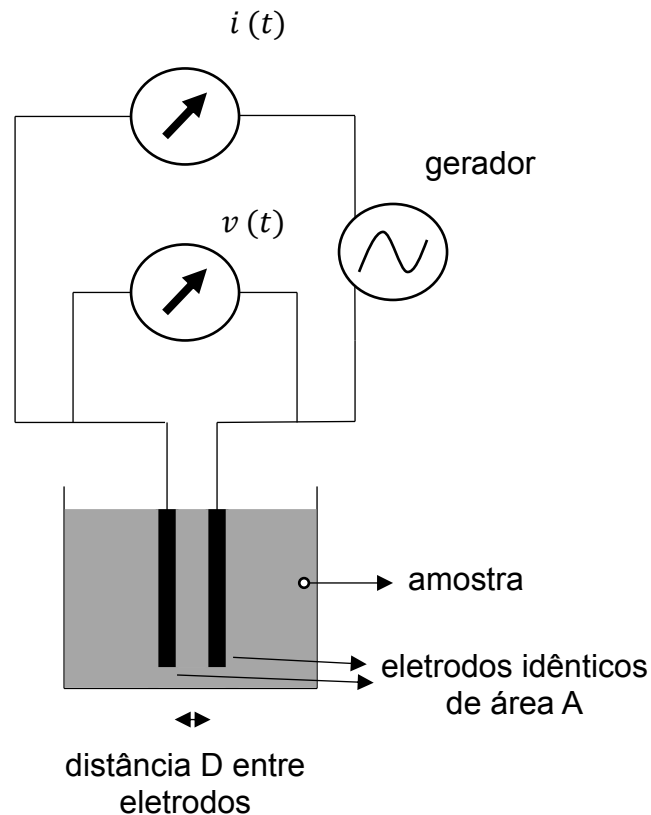 i (t)
gerador
v (t)
amostra
eletrodos idênticos
de área A
distância D entre
eletrodos